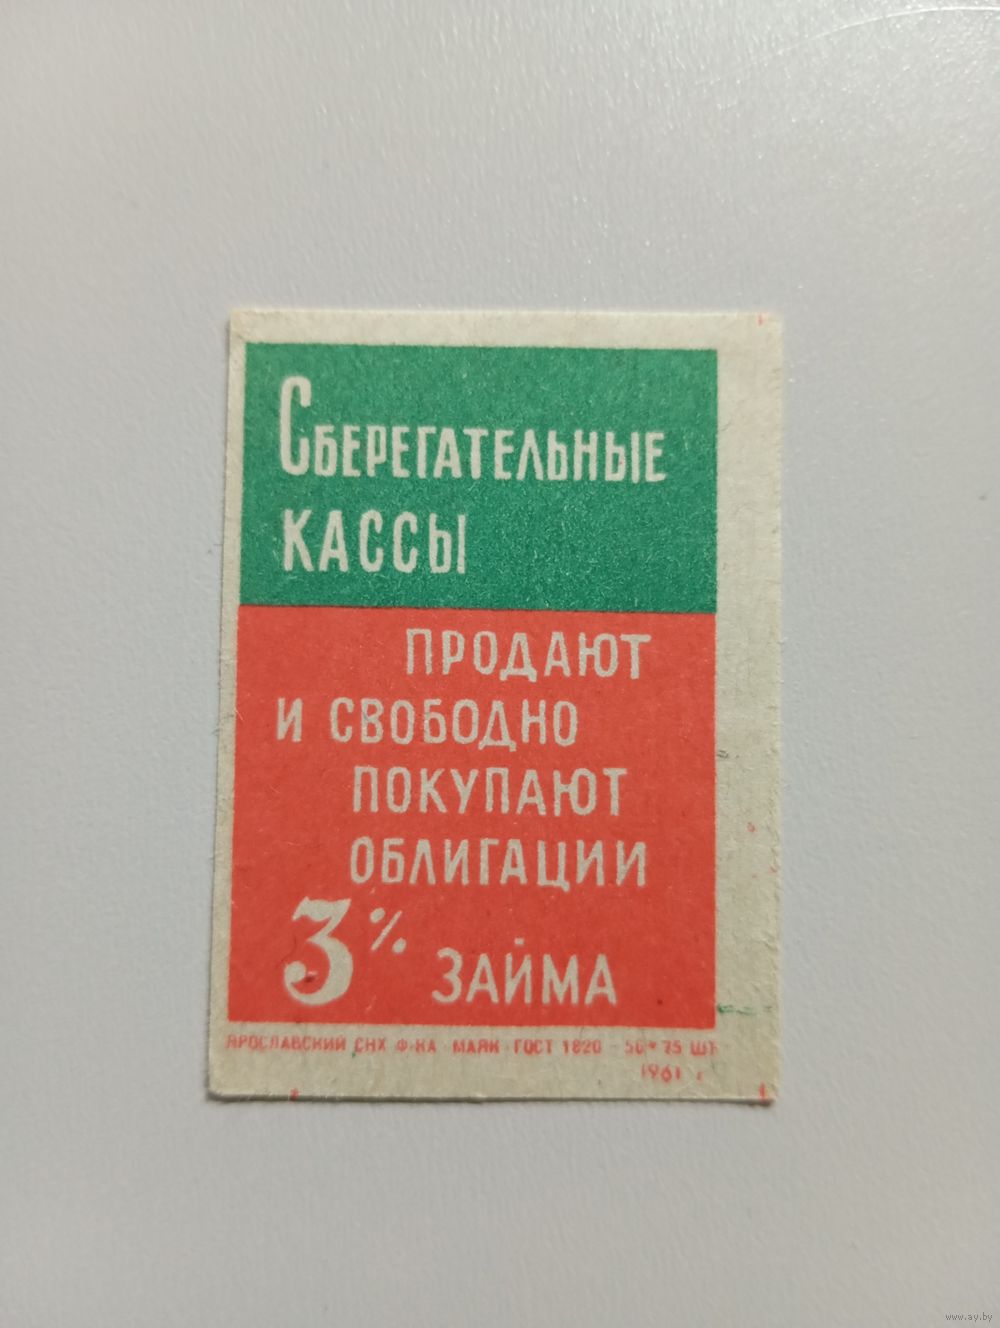 Сберегательные
кассы
продают
и свободно
покупают
облигации
3% займа
ЯРОСЛАВСКИЙ СНХ Ф-КА МАЯК ГОСТ 1820 - 56 * 75 ШТ
1961 г
www.ay.by